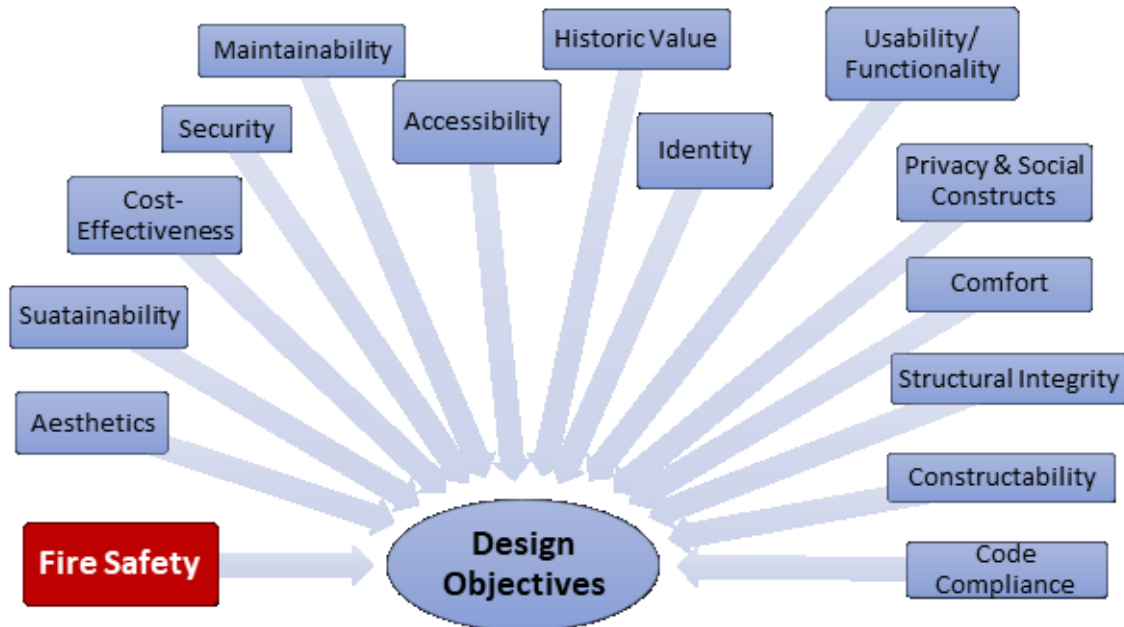 Historic Value
Usability/
Functionality
Maintainability
Accessibility
Security
Identity
Privacy & Social
Constructs
Cost-
Effectiveness
Comfort
Suatainability
Structural Integrity
Aesthetics
Constructability
Fire Safety
Design
Objectives
Code
Compliance